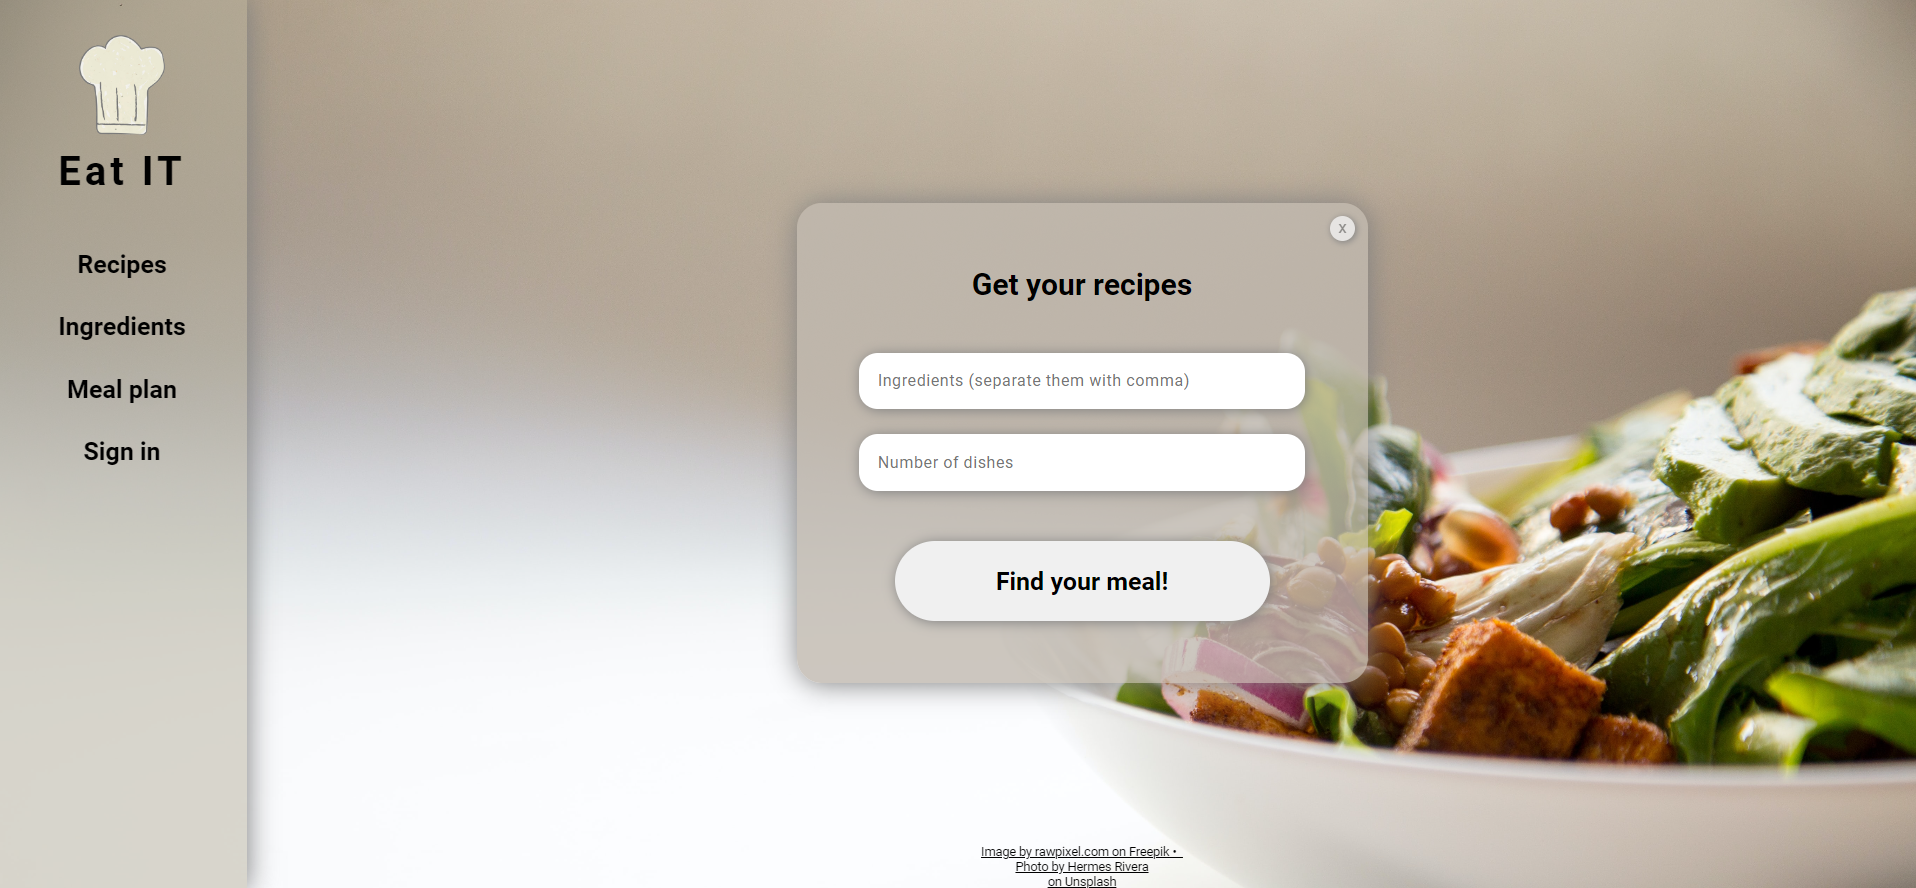 Eat IT
Recipes
Ingredients
Meal plan
Sign in
X
Get your recipes
Ingredients (separate them with comma)
Number of dishes
Find your meal!
Image by rawpixel.com on Freepik •
Photo by Hermes Rivera
on Unsplash